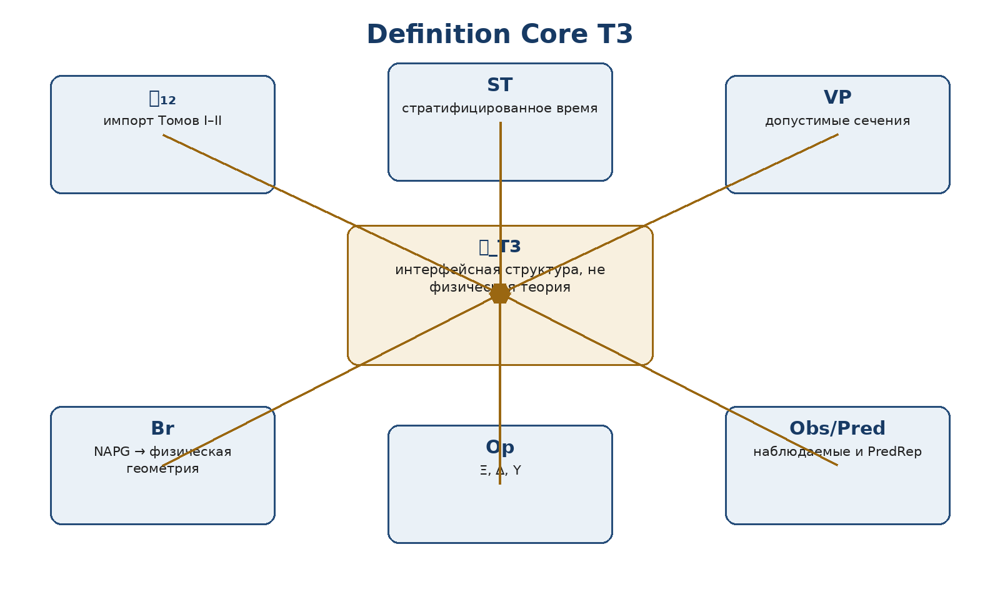 Definition Core T3
ST
₁₂
VP
импорт Томов I–II
стратифицированное время
допустимые сечения
_T3
интерфейсная структура, не
физическая теория
Br
NAPG → физическая
геометрия
Op
Ξ, Δ, Υ
Obs/Pred
наблюдаемые и PredRep